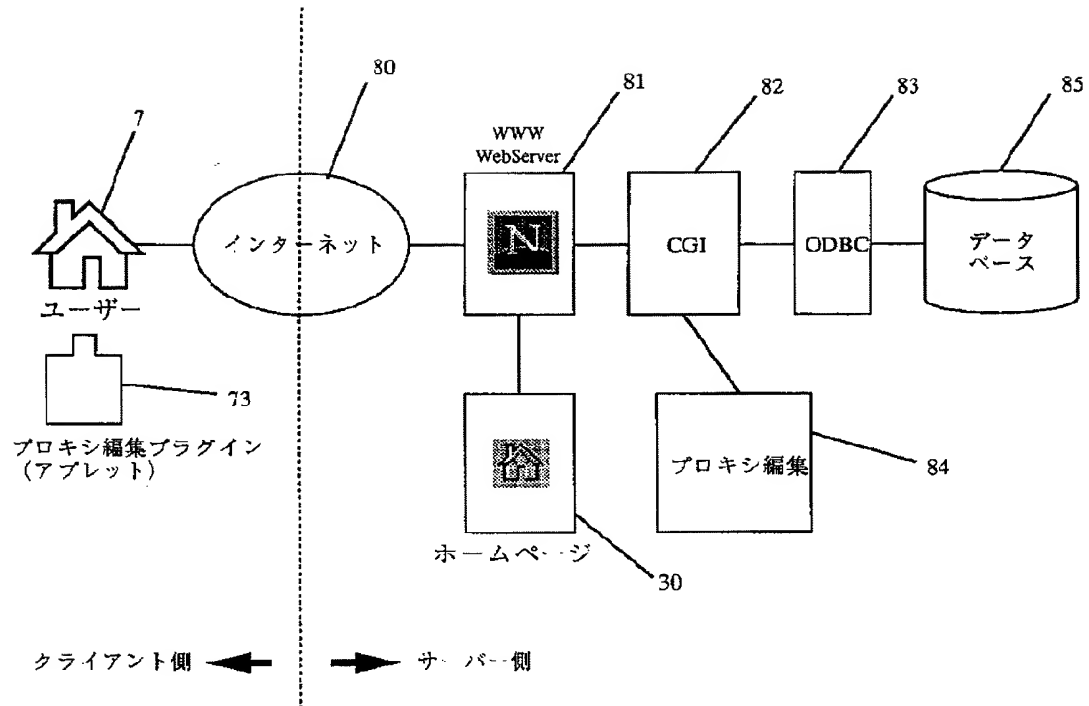 80
7
81
82
83
85
WWW
WebServer
インターネット
N
CGI
ODBC
データ
ベース
ユーザー
73
プロキシ編集プラグイン
(アプレット)
プロキシ編集
84
ホームページ
30
クライアント側
サーバー側